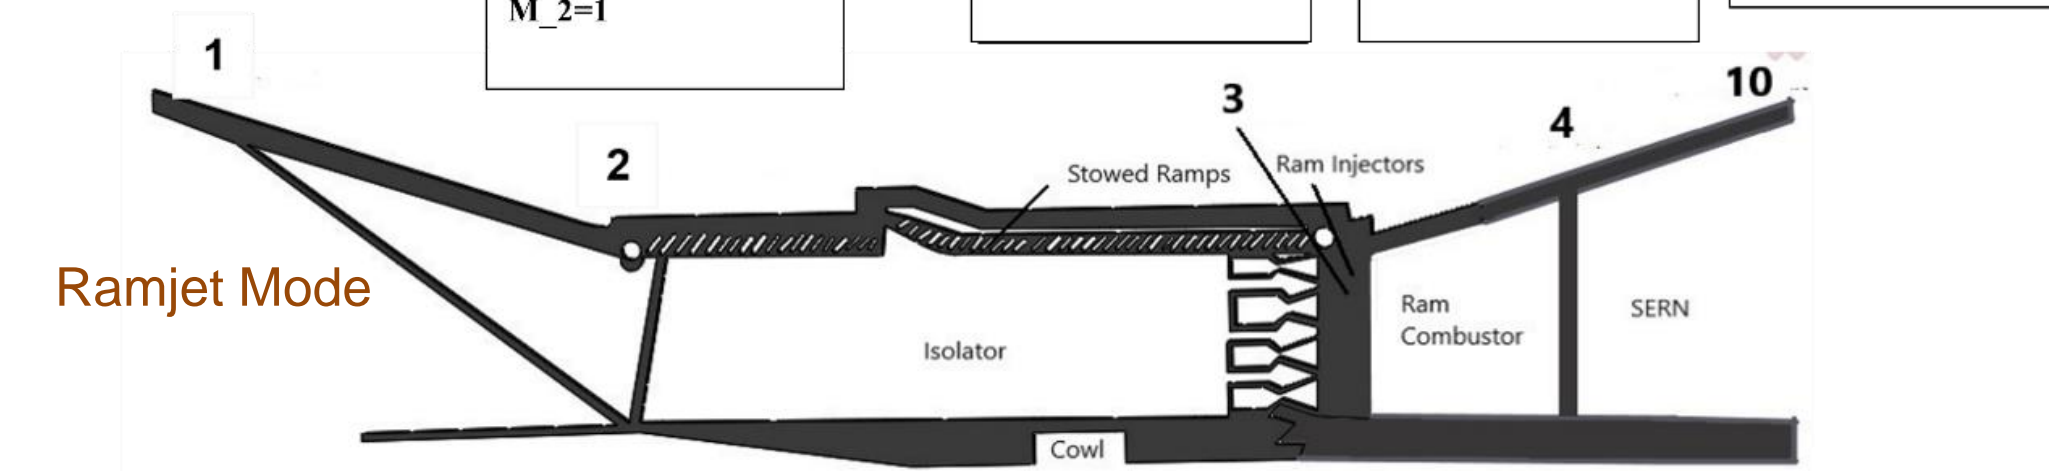 M_2=1
1
10
3
4
2
Ram Injectors
Stowed Ramps
Ramjet Mode
Ram
Combustor
SERN
Isolator
Cowl